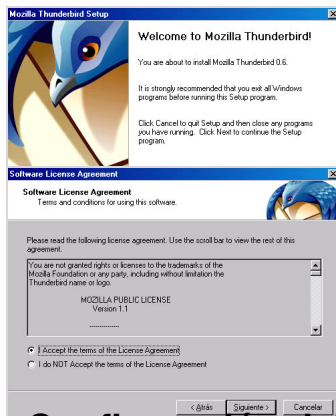 Mozilla Thunderbird Setup
Welcome to Mozilla Thunderbird!
You are about to install Mozilla Thunderbird 0.6.
It is strongly recommended that you exit all Windows
programs before running this Setup program.
Click Cancel to quit Setup and then close any programs
you have running. Click Next to continue the Setup
program.
Software License Agreement
Software License Agreement
Terms and conditions for using this software.
Please read the following license agreement. Use the scroll bar to view the rest of this
agreement.
You are not granted rights or licenses to the trademarks of the
Mozilla Foundation or any party, including without limitation the
Thunderbird name or logo.
MOZILLA PUBLIC LICENSE
Version 1.1
---------------
I Accept the terms of the License Agreement
I do NOT Accept the terms of the License Agreement
< Atrás
Siguiente >
Cancelar